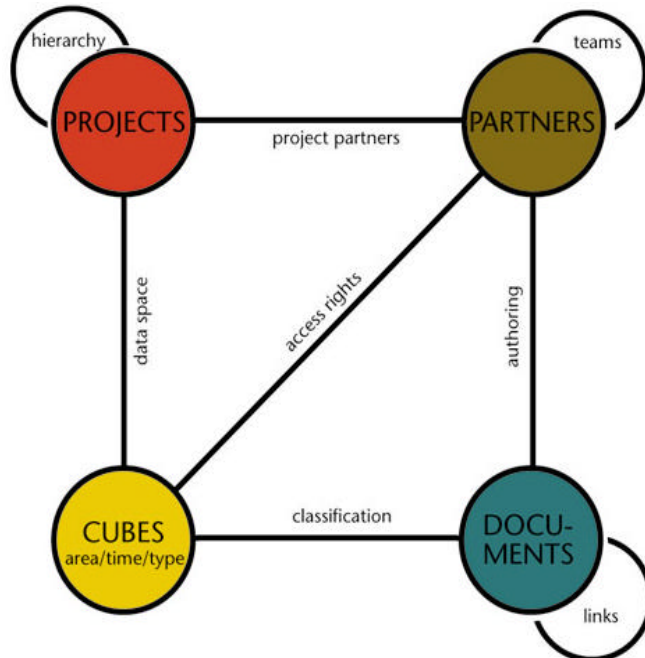 hierarchy
teams
PROJECTS
PARTNERS
project partners
data space
access rights
authoring
CUBES
area/time/type
classification
DOCU-
MENTS
links